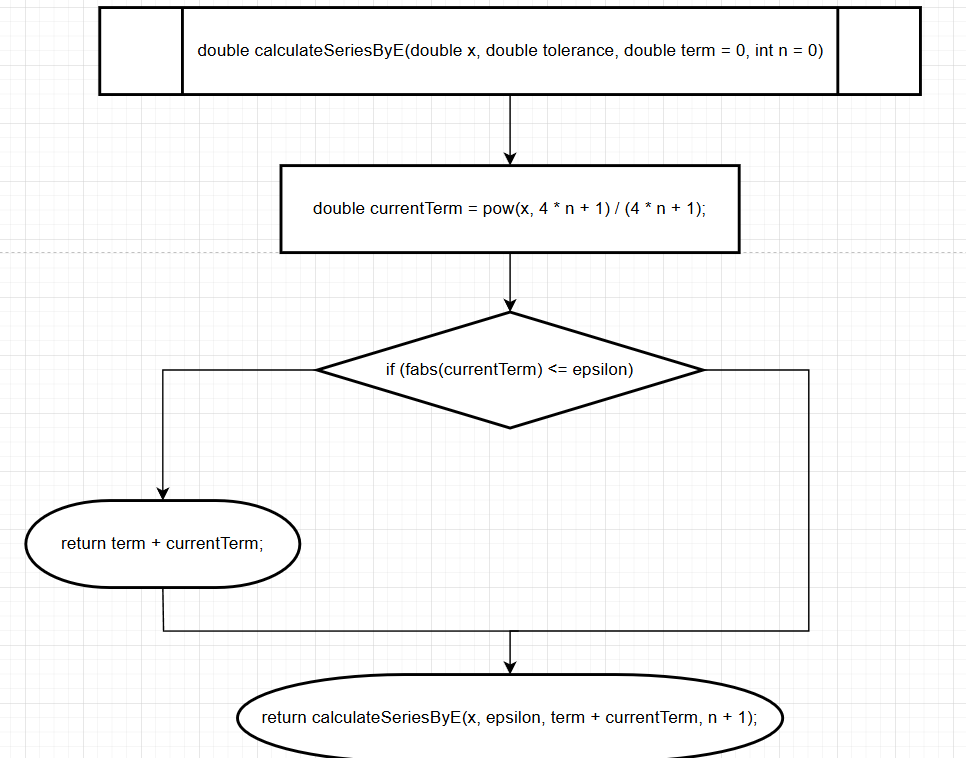 double calculateSeriesByE(double x, double tolerance, double term = 0, int n = 0)
double currentTerm = pow(x, 4 * n + 1) / (4 * n + 1);
if (fabs(currentTerm) <= epsilon)
return term + currentTerm;
return calculateSeriesByE(x, epsilon, term + currentTerm, n + 1);